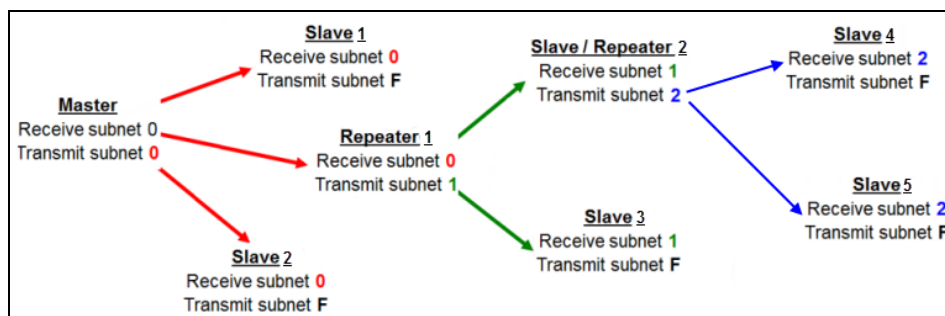 Master
Receive subnet 0
Transmit subnet 0
Slave 1
Receive subnet 0
Transmit subnet F
Repeater 1
Receive subnet 0
Transmit subnet 1
Slave 2
Receive subnet 0
Transmit subnet F
Slave / Repeater 2
Receive subnet 1
Transmit subnet 2
Slave 3
Receive subnet 1
Transmit subnet F
Slave 4
Receive subnet 2
Transmit subnet F
Slave 5
Receive subnet 2
Transmit subnet F